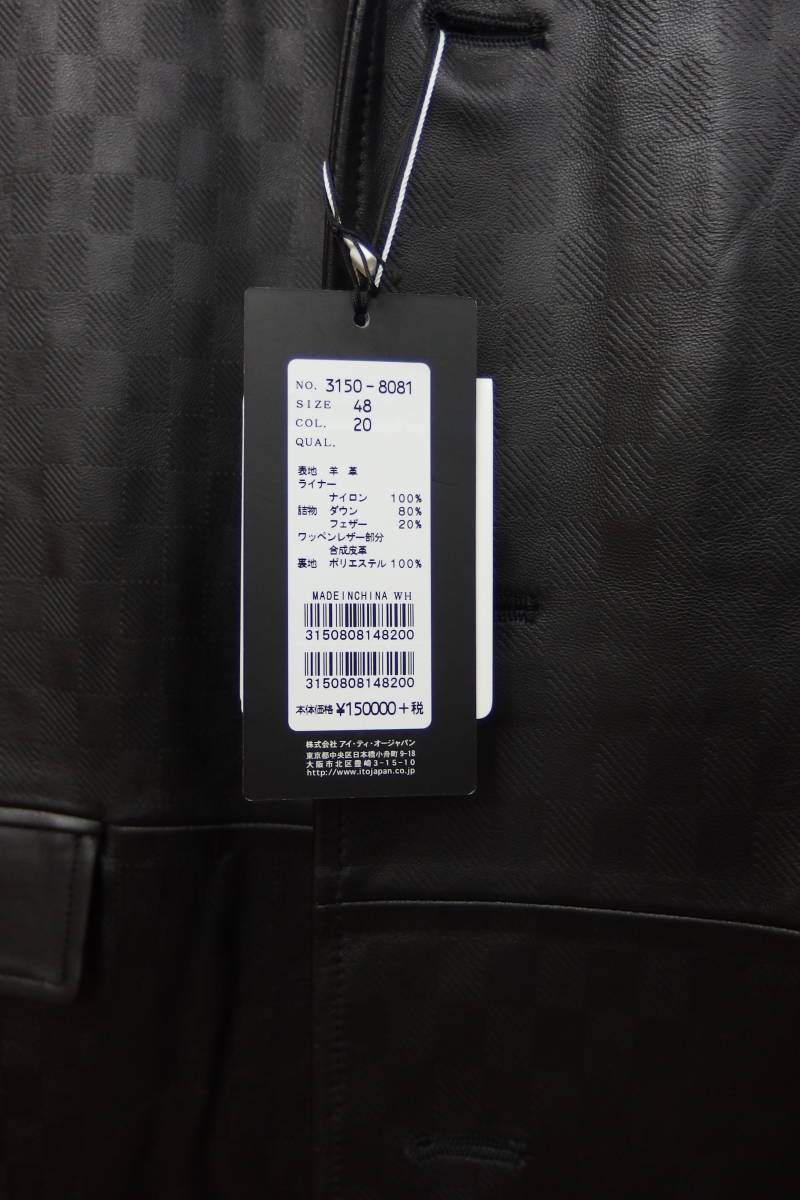 NO. 3150-8081
SIZE 48
COL. 20
QUAL.
表地 羊 革
ライナー
ナイロン 100%
詰物 ダウン 80%
フェザー 20%
ワッペンレザー部分
合成皮革
裏地 ポリエステル 100%
MADEINCHINA WH
3150808148200
3150808148200
本体価格 ¥150000+税
株式会社 アイ・ティ・オージャパン
東京都中央区日本橋小舟町9-18
大阪市北区豊崎3-15-10
http://www.itojapan.co.jp